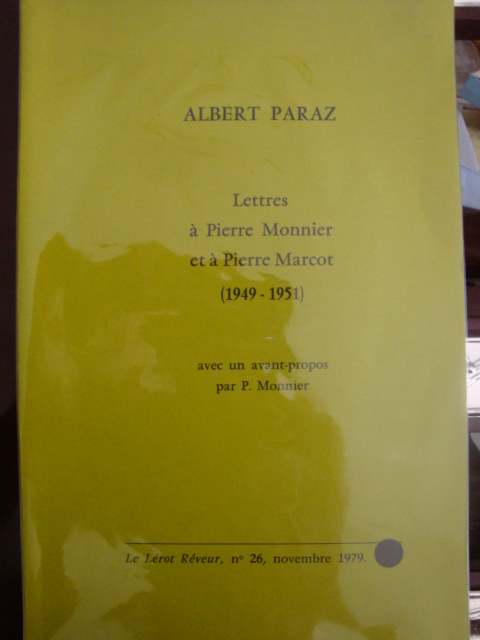 ALBERT PARAZ
Lettres
à Pierre Monnier
et à Pierre Marcot
(1949 - 1951)
avec un avant-propos
par P. Monnier
Le Lérot Rêveur, nº 26, novembre 1979.